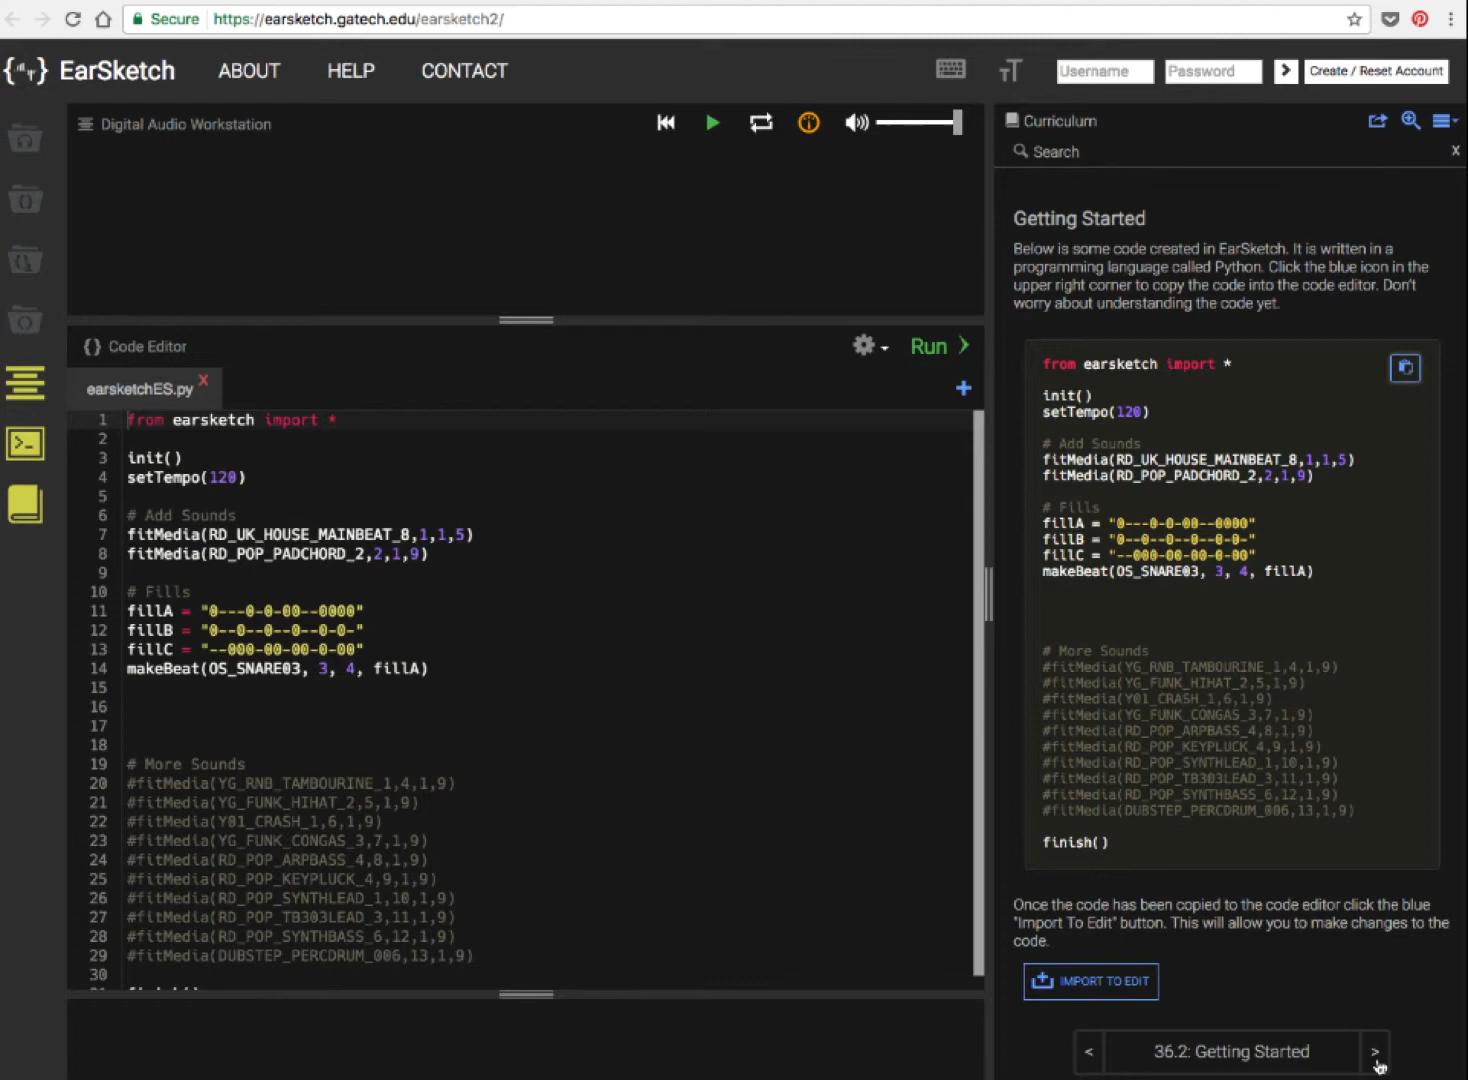 Secure https://earsketch.gatech.edu/earsketch2/
EarSketch ABOUT HELP CONTACT
Username Password Create / Reset Account
Digital Audio Workstation
Code Editor
Run
earsketchES.py x
1 from earsketch import *
2
3 init()
4 setTempo(120)
5
6 # Add Sounds
7 fitMedia(RD_UK_HOUSE_MAINBEAT_8,1,1,5)
8 fitMedia(RD_POP_PADCHORD_2,2,1,9)
9
10 # Fills
11 fillA = "0---0-0-00--0000"
12 fillB = "0--0--0--0--0-0-"
13 fillC = "--000-00-00-0-00"
14 makeBeat(OS_SNARE03, 3, 4, fillA)
15
16
17
18
19 # More Sounds
20 #fitMedia(YG_RNB_TAMBOURINE_1,4,1,9)
21 #fitMedia(YG_FUNK_HIHAT_2,5,1,9)
22 #fitMedia(Y01_CRASH_1,6,1,9)
23 #fitMedia(YG_FUNK_CONGAS_3,7,1,9)
24 #fitMedia(RD_POP_ARPBASS_4,8,1,9)
25 #fitMedia(RD_POP_KEYPLUCK_4,9,1,9)
26 #fitMedia(RD_POP_SYNTHLEAD_1,10,1,9)
27 #fitMedia(RD_POP_TB303LEAD_3,11,1,9)
28 #fitMedia(RD_POP_SYNTHBASS_6,12,1,9)
29 #fitMedia(DUBSTEP_PERCDRUM_006,13,1,9)
30
Curriculum
Search x
Getting Started
Below is some code created in EarSketch. It is written in a
programming language called Python. Click the blue icon in the
upper right corner to copy the code into the code editor. Don't
worry about understanding the code yet.
from earsketch import *
init()
setTempo(120)
# Add Sounds
fitMedia(RD_UK_HOUSE_MAINBEAT_8,1,1,5)
fitMedia(RD_POP_PADCHORD_2,2,1,9)
# Fills
fillA = "0---0-0-00--0000"
fillB = "0--0--0--0--0-0-"
fillC = "--000-00-00-0-00"
makeBeat(OS_SNARE03, 3, 4, fillA)
# More Sounds
#fitMedia(YG_RNB_TAMBOURINE_1,4,1,9)
#fitMedia(YG_FUNK_HIHAT_2,5,1,9)
#fitMedia(Y01_CRASH_1,6,1,9)
#fitMedia(YG_FUNK_CONGAS_3,7,1,9)
#fitMedia(RD_POP_ARPBASS_4,8,1,9)
#fitMedia(RD_POP_KEYPLUCK_4,9,1,9)
#fitMedia(RD_POP_SYNTHLEAD_1,10,1,9)
#fitMedia(RD_POP_TB303LEAD_3,11,1,9)
#fitMedia(RD_POP_SYNTHBASS_6,12,1,9)
#fitMedia(DUBSTEP_PERCDRUM_006,13,1,9)
finish()
Once the code has been copied to the code editor click the blue
"Import To Edit" button. This will allow you to make changes to the
code.
IMPORT TO EDIT
< 36.2: Getting Started >